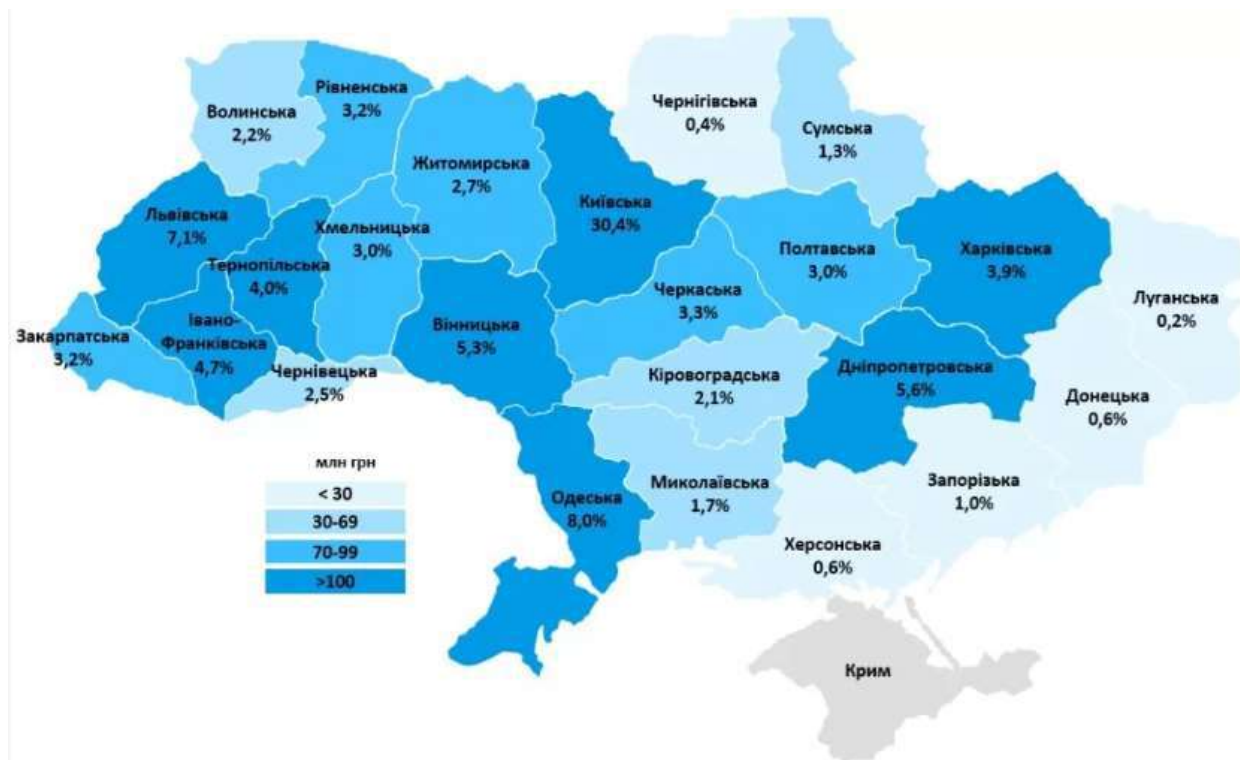 Рівненська
3,2%
Волинська
2,2%
Чернігівська
0,4%
Сумська
1,3%
Житомирська
2,7%
Київська
30,4%
Львівська
7,1%
Хмельницька
3,0%
Тернопільська
4,0%
Полтавська
3,0%
Харківська
3,9%
Черкаська
3,3%
Луганська
0,2%
Закарпатська
3,2%
Івано-
Франківська
4,7%
Вінницька
5,3%
Чернівецька
2,5%
Кіровоградська
2,1%
Дніпропетровська
5,6%
Донецька
0,6%
млн грн
< 30
30-69
70-99
>100
Одеська
8,0%
Миколаївська
1,7%
Запорізька
1,0%
Херсонська
0,6%
Крим